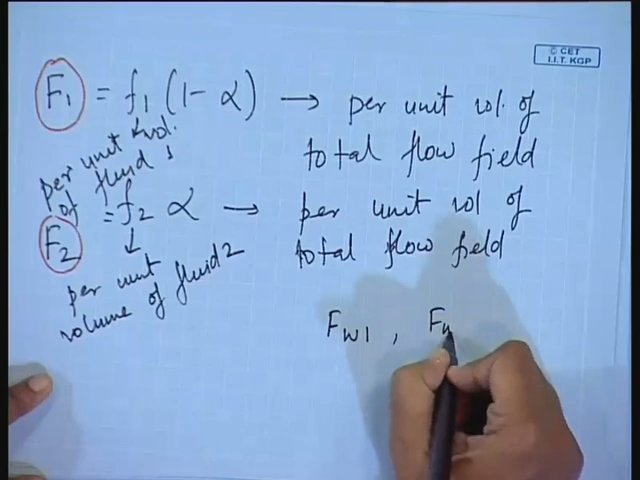 © CET
I.I.T. KGP
F1 = f1 (1- α) → per unit vol. of
total flow field
per unit vol.
of fluid 1
F2 = f2 α → per unit vol of
total flow field
per unit
volume of fluid 2
FW1 , F